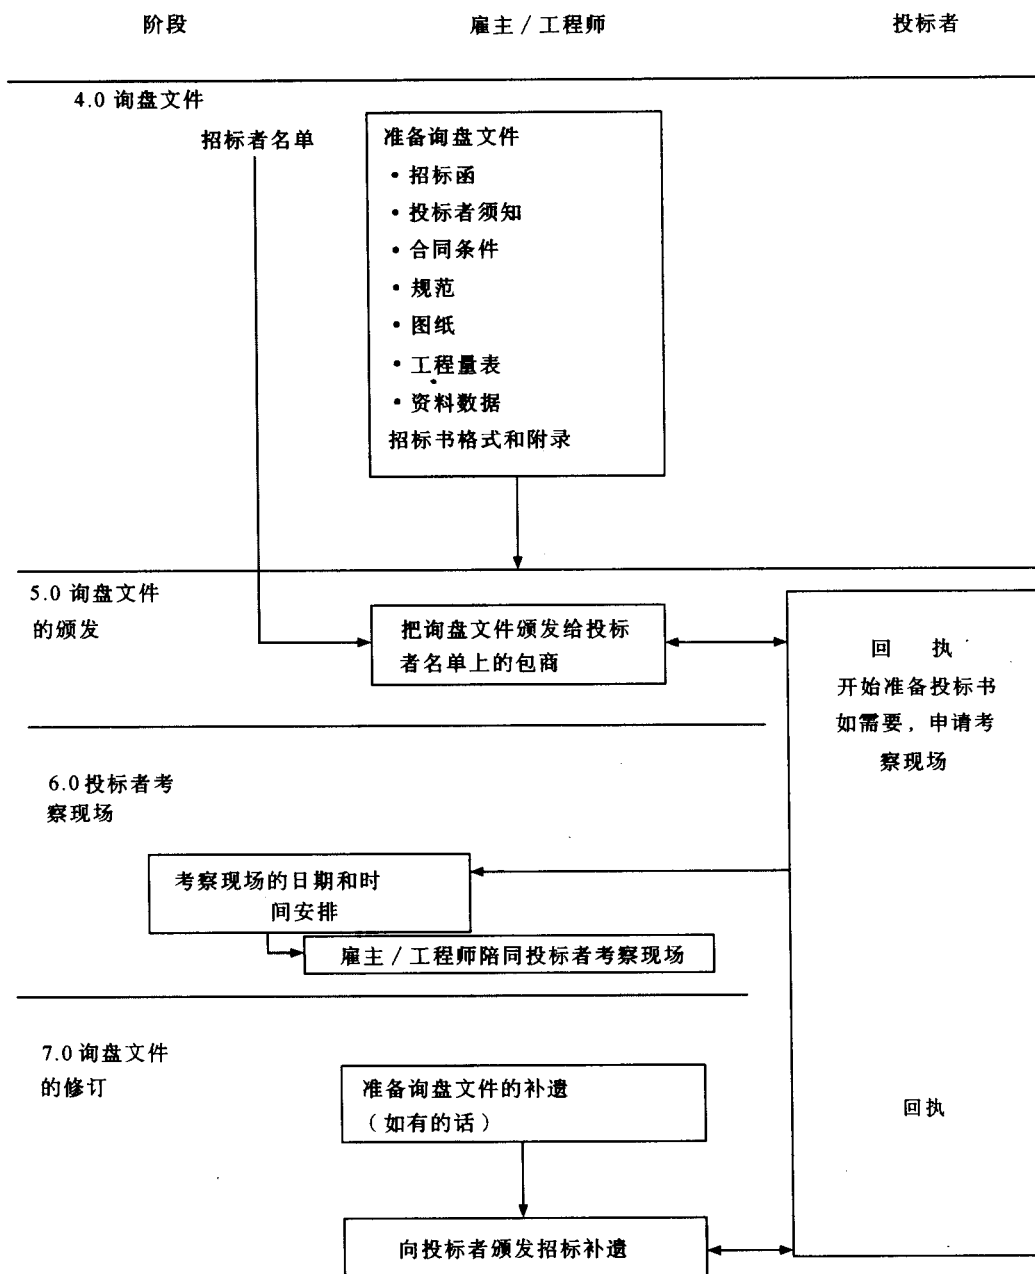 阶段 雇主/工程师 投标者
4.0 询盘文件
招标者名单
准备询盘文件
·招标函
·投标者须知
·合同条件
·规范
·图纸
·工程量表
·资料数据
招标书格式和附录
5.0 询盘文件
的颁发
把询盘文件颁发给投标
者名单上的包商
回 执
开始准备投标书
如需要,申请考
察现场
6.0投标者考
察现场
考察现场的日期和时
间安排
雇主/工程师陪同投标者考察现场
7.0 询盘文件
的修订
准备询盘文件的补遗
(如有的话)
回执
向投标者颁发招标补遗